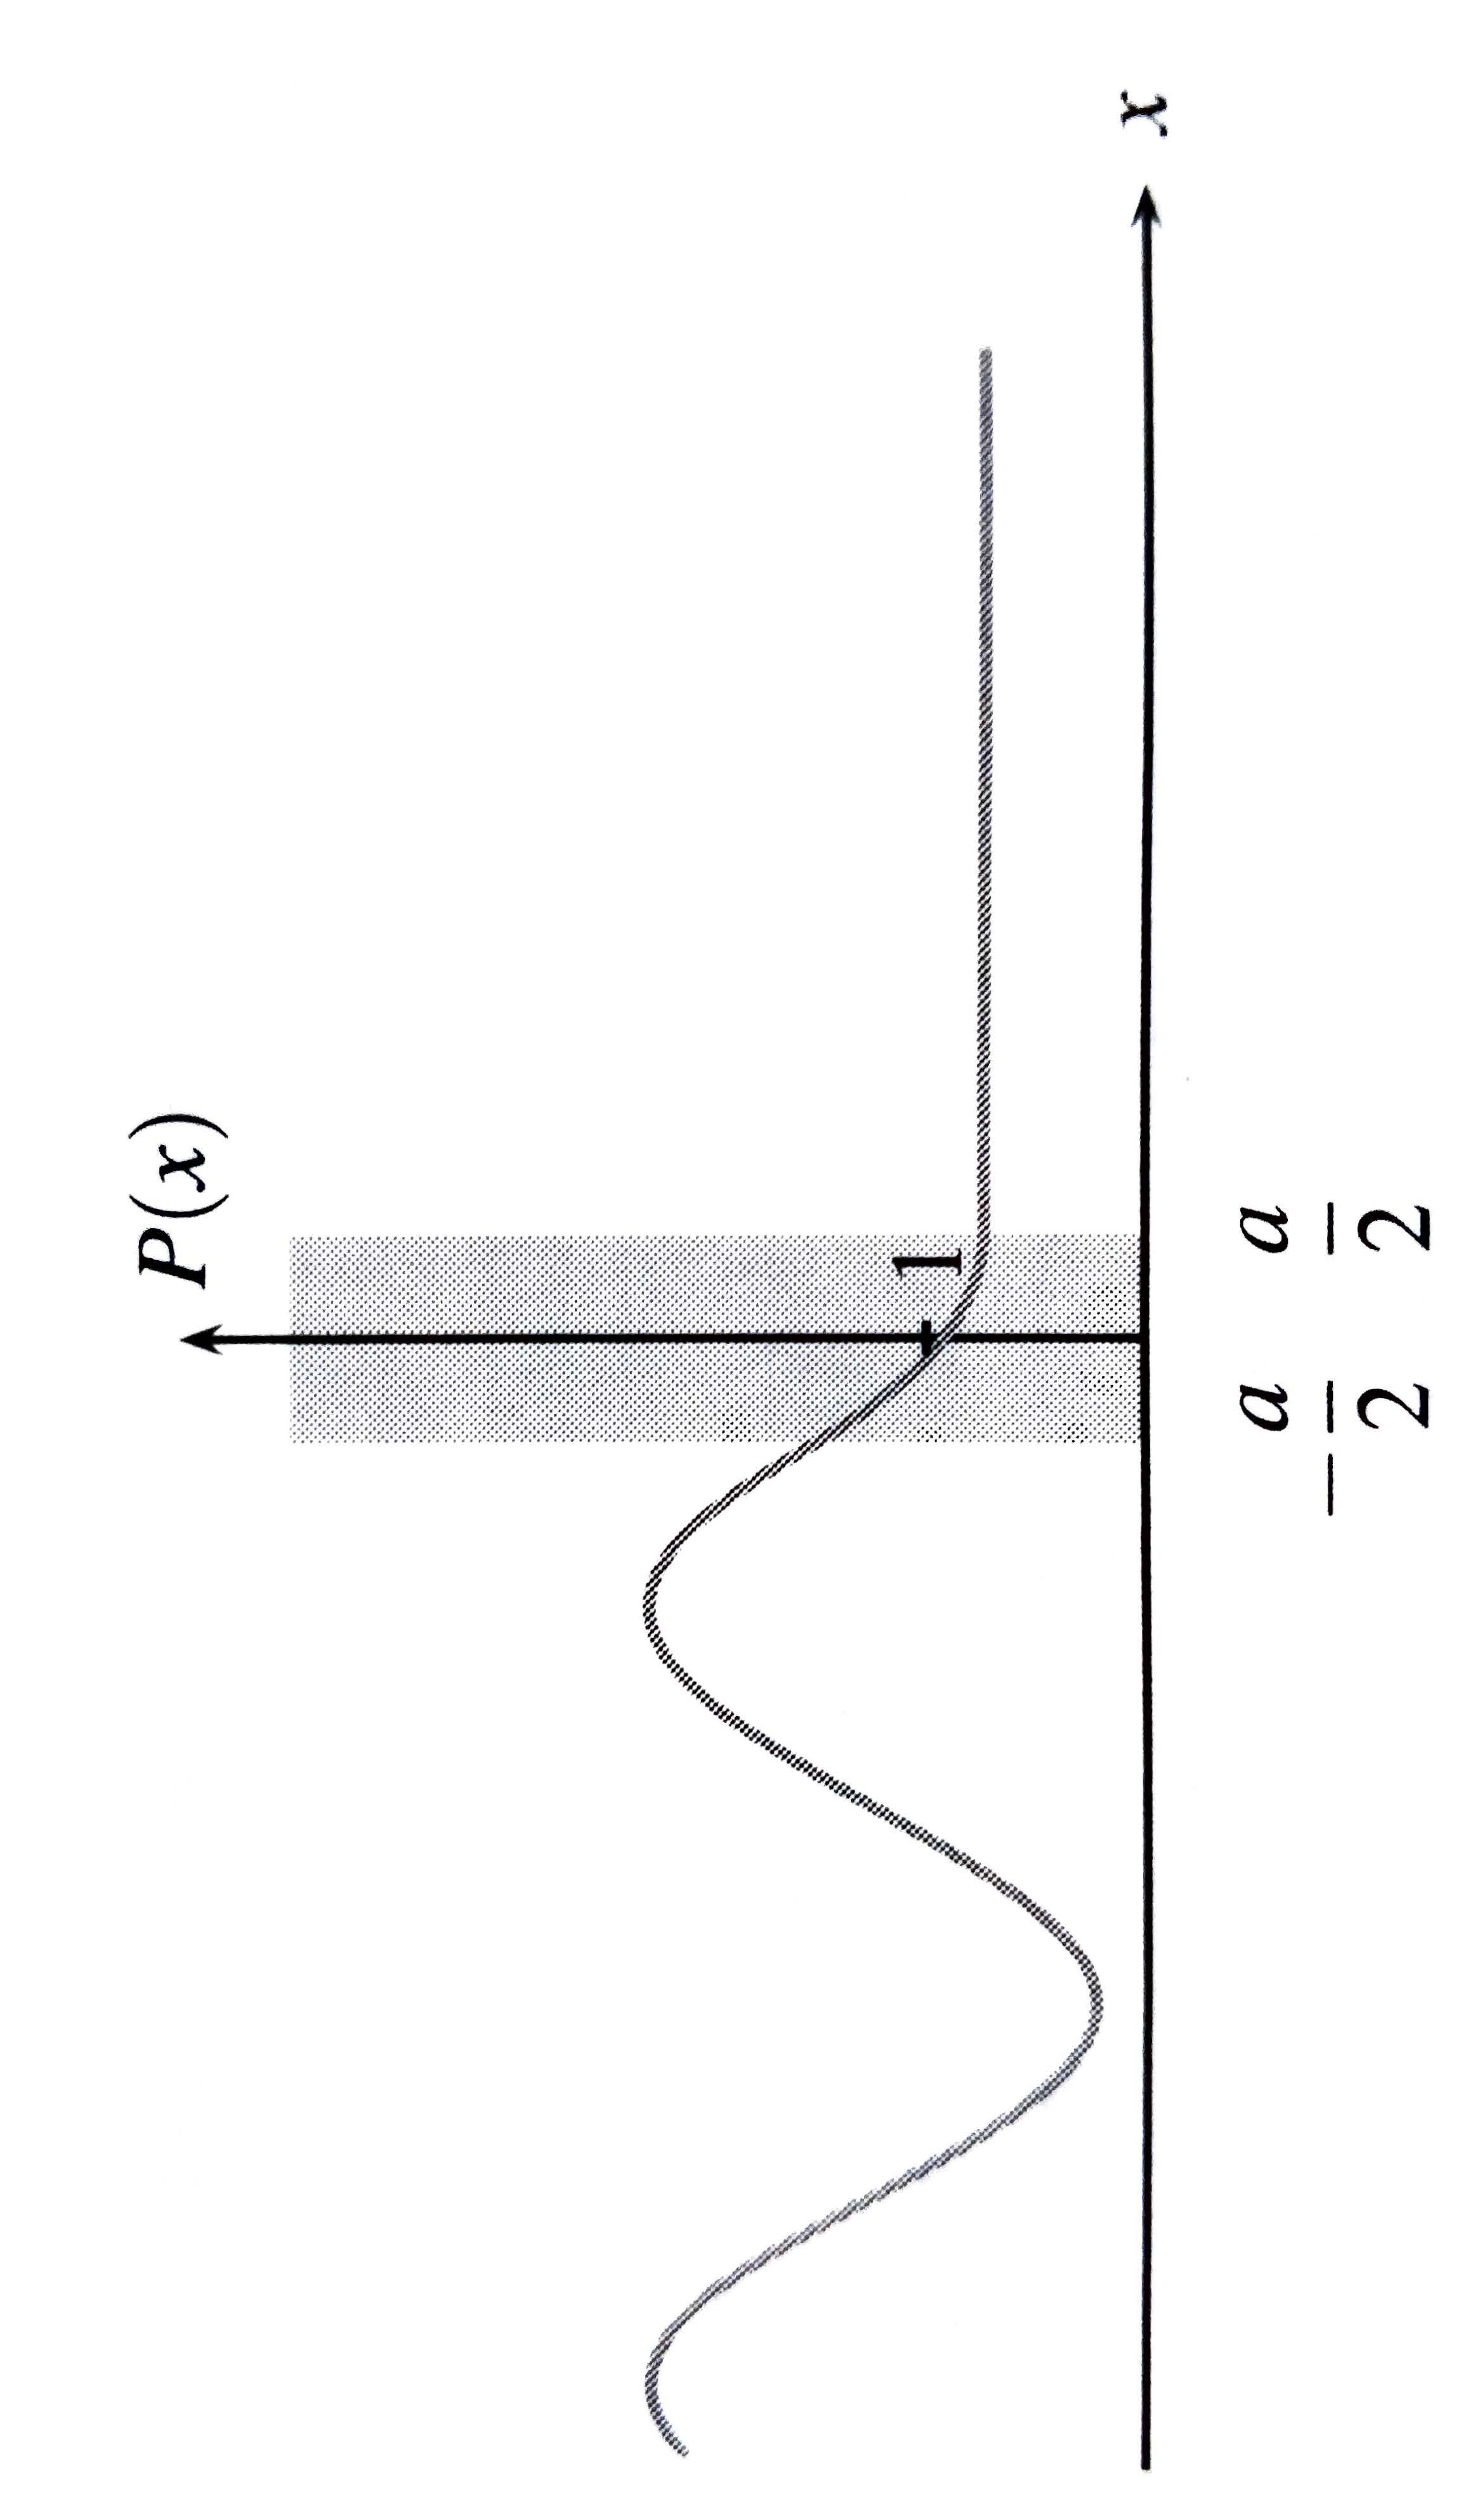 P(x)
1
x
− a/2
a/2